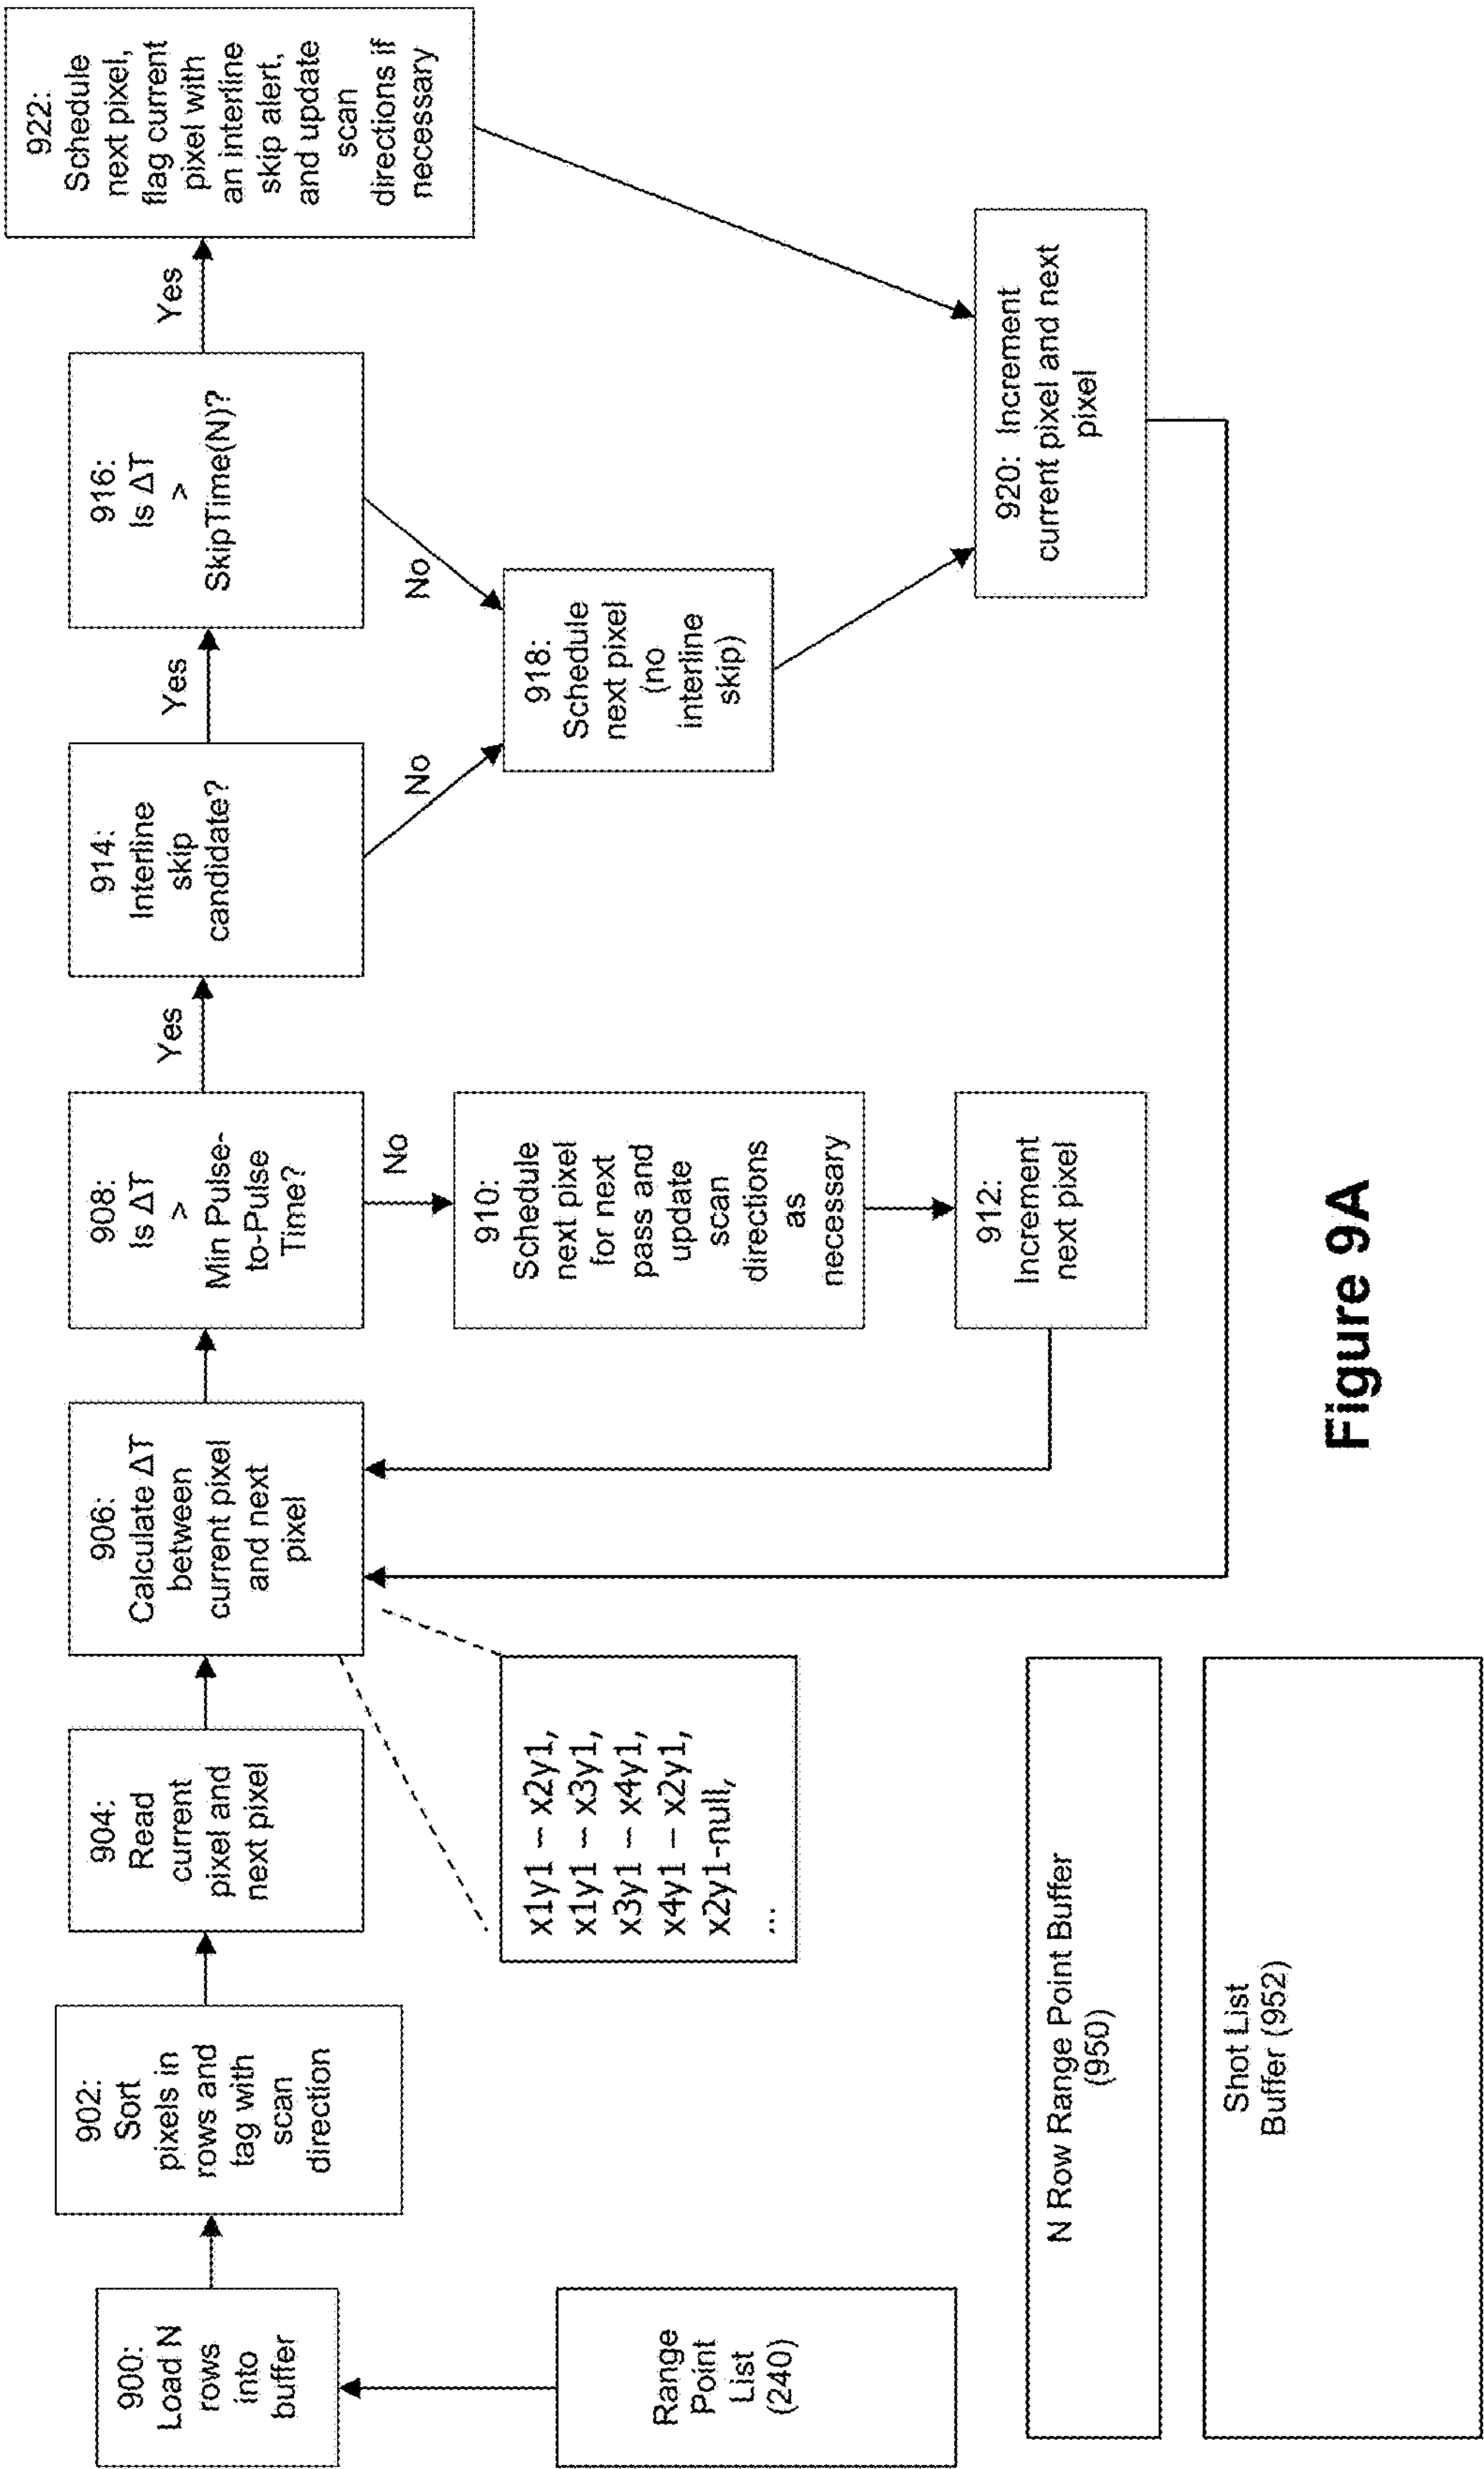 900:
Load N
rows
into
buffer
Range
Point
List
(240)
902:
Sort
pixels in
rows and
tag with
scan
direction
904:
Read
current
pixel and
next pixel
906:
Calculate ΔT
between
current pixel
and next
pixel
x1y1 – x2y1,
x1y1 – x3y1,
x3y1 – x4y1,
x4y1 – x2y1,
x2y1-null,
...
908:
Is ΔT
>
Min Pulse-
to-Pulse
Time?
Yes
No
910:
Schedule
next pixel
for next
pass and
update
scan
directions
as
necessary
912:
Increment
next pixel
914:
Interline
skip
candidate?
Yes
No
916:
Is ΔT
>
SkipTime(N)?
Yes
No
918:
Schedule
next pixel
(no
interline
skip)
922:
Schedule
next pixel,
flag current
pixel with
an interline
skip alert,
and update
scan
directions if
necessary
920: Increment
current pixel and next
pixel
N Row Range Point Buffer
(950)
Shot List
Buffer (952)
Figure 9A